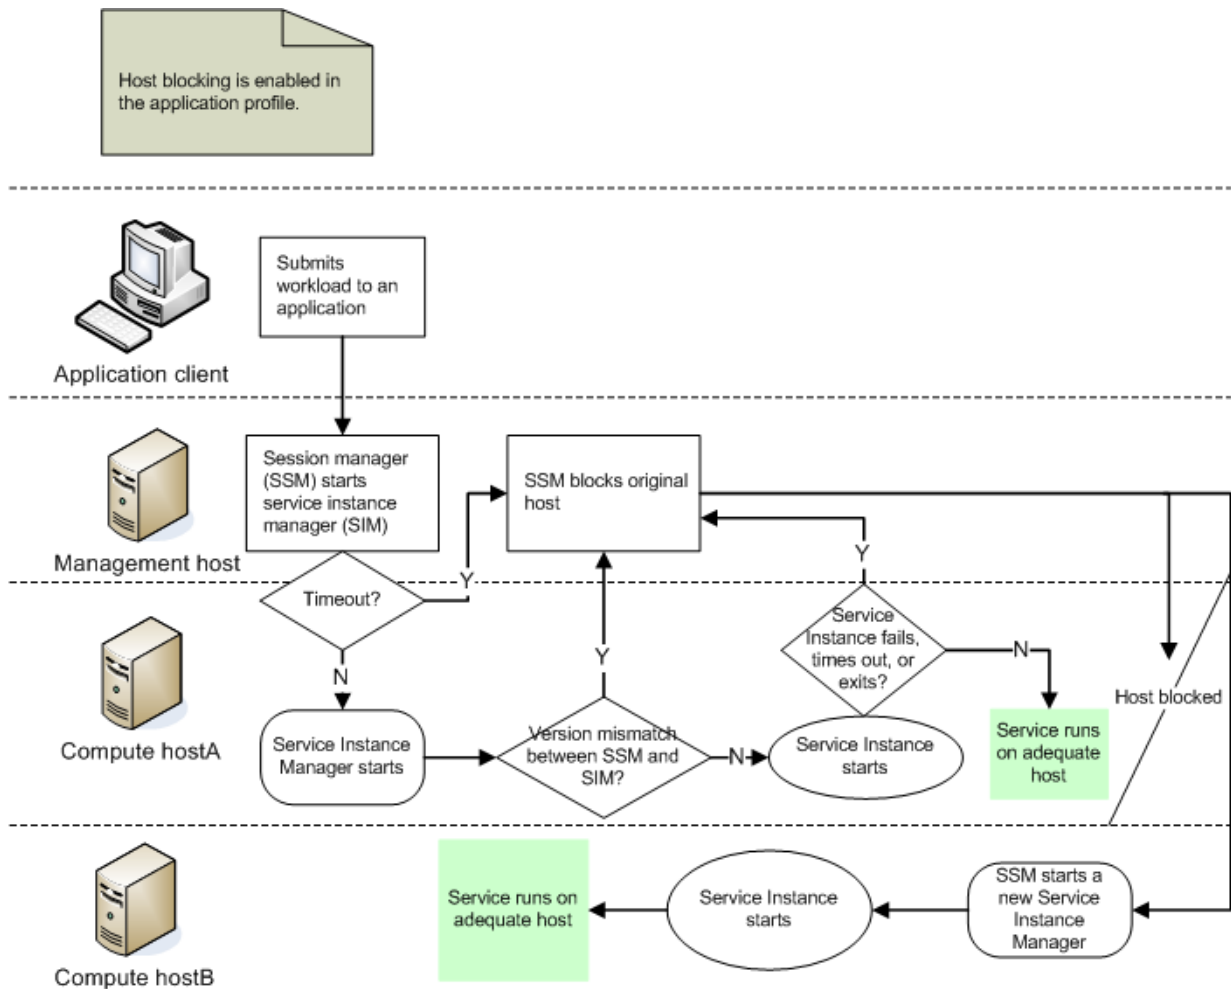 Host blocking is enabled in
the application profile.
Submits
workload to an
application
Application client
Session manager
(SSM) starts
service instance
manager (SIM)
SSM blocks original
host
Management host
Y
Y
Timeout?
Service
Instance fails,
times out, or
exits?
N
Y
N
Host blocked
Service Instance
Manager starts
Version mismatch
between SSM and
SIM?
N
Service Instance
starts
Service runs
on adequate
host
Compute hostA
Service runs on
adequate host
Service Instance
starts
SSM starts a
new Service
Instance
Manager
Compute hostB